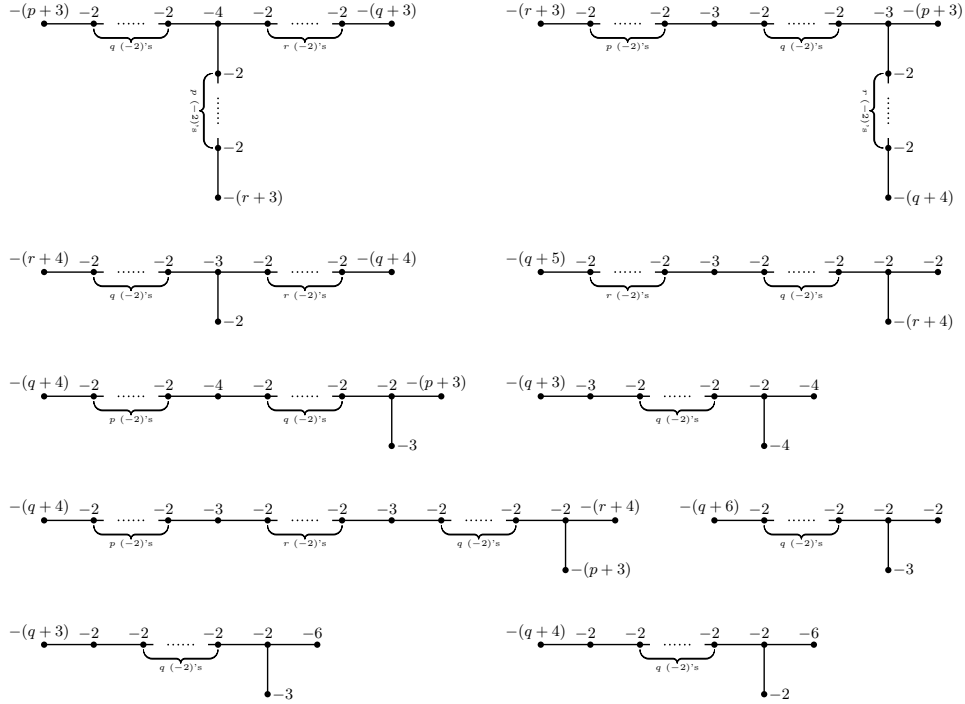 −(p + 3) −2 −2 −4 −2 −2 −(q + 3)
...... ......
q (−2)'s r (−2)'s
−2
p (−2)'s
......
−2
−(r + 3)
−(r + 3) −2 −2 −2 −2 −3 −(p + 3)
...... ......
p (−2)'s q (−2)'s
−2
r (−2)'s
......
−2
−(q + 4)
−(r + 4) −2 −2 −3 −2 −2 −(q + 4)
...... ......
q (−2)'s r (−2)'s
−2
−(q + 5) −2 −2 −3 −2 −2 −2 −2
...... ......
r (−2)'s q (−2)'s
−(r + 4)
−(q + 4) −2 −2 −4 −2 −2 −2 −(p + 3)
...... ......
p (−2)'s q (−2)'s
−3
−(q + 3) −3 −2 −2 −2 −4
......
q (−2)'s
−4
−(q + 4) −2 −2 −3 −2 −2 −3 −2 −2 −2 −(r + 4)
...... ...... ......
p (−2)'s r (−2)'s q (−2)'s
−(p + 3)
−(q + 6) −2 −2 −2 −2
......
q (−2)'s
−3
−(q + 3) −2 −2 −2 −2 −6
......
q (−2)'s
−3
−(q + 4) −2 −2 −2 −2 −6
......
q (−2)'s
−2